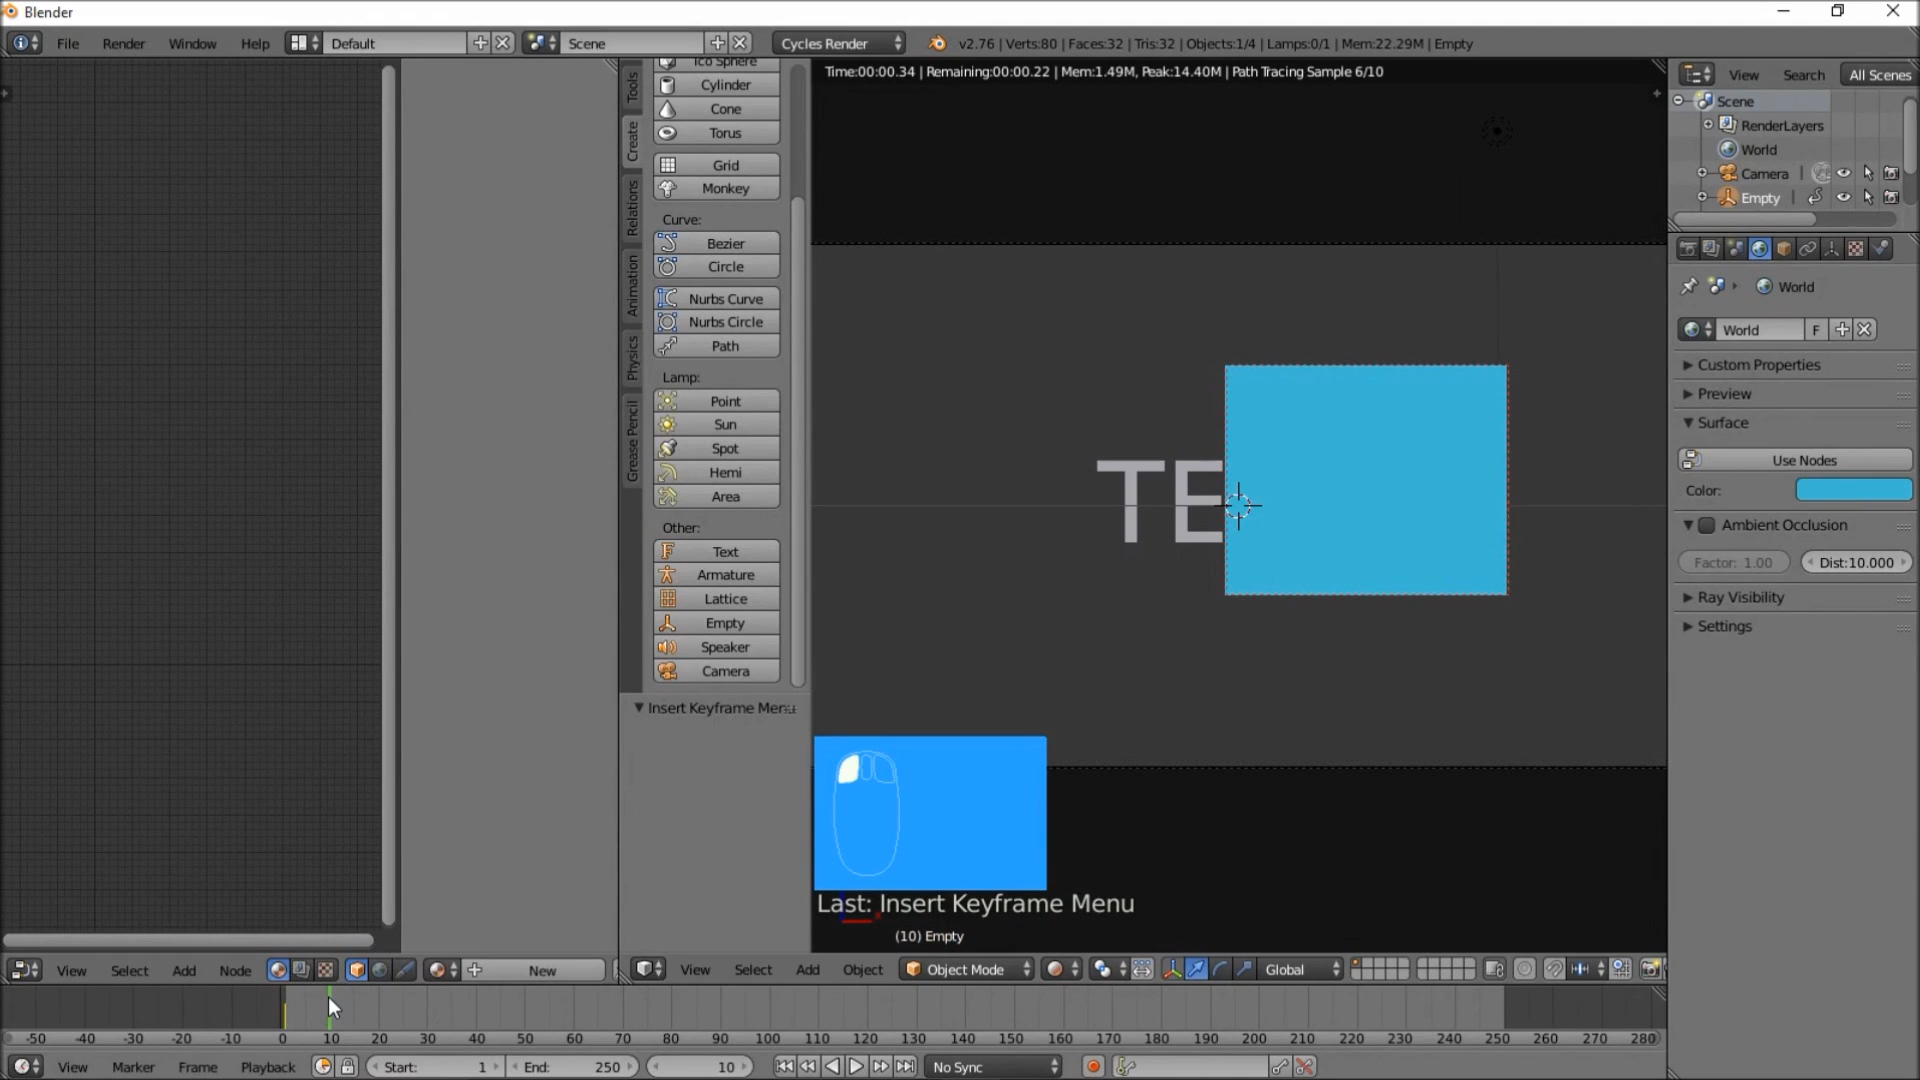 Blender
File Render Window Help Default Scene Cycles Render v2.76 | Verts:80 | Faces:32 | Tris:32 | Objects:1/4 | Lamps:0/1 | Mem:22.29M | Empty
Time:00:00.34 | Remaining:00:00.22 | Mem:1.49M, Peak:14.40M | Path Tracing Sample 6/10
View Search All Scenes
Scene
RenderLayers
World
Camera
Empty
World
World F
Custom Properties
Preview
Surface
Use Nodes
Color:
Ambient Occlusion
Factor: 1.00 Dist:10.000
Ray Visibility
Settings
Tools
Create
Relations
Animation
Physics
Grease Pencil
Ico Sphere
Cylinder
Cone
Torus
Grid
Monkey
Curve:
Bezier
Circle
Nurbs Curve
Nurbs Circle
Path
Lamp:
Point
Sun
Spot
Hemi
Area
Other:
Text
Armature
Lattice
Empty
Speaker
Camera
Insert Keyframe Menu
TE
Last: Insert Keyframe Menu
(10) Empty
View Select Add Node New
View Select Add Object Object Mode Global
-50 -40 -30 -20 -10 0 10 20 30 40 50 60 70 80 90 100 110 120 130 140 150 160 170 180 190 200 210 220 230 240 250 260 270 280
View Marker Frame Playback Start: 1 End: 250 10 No Sync